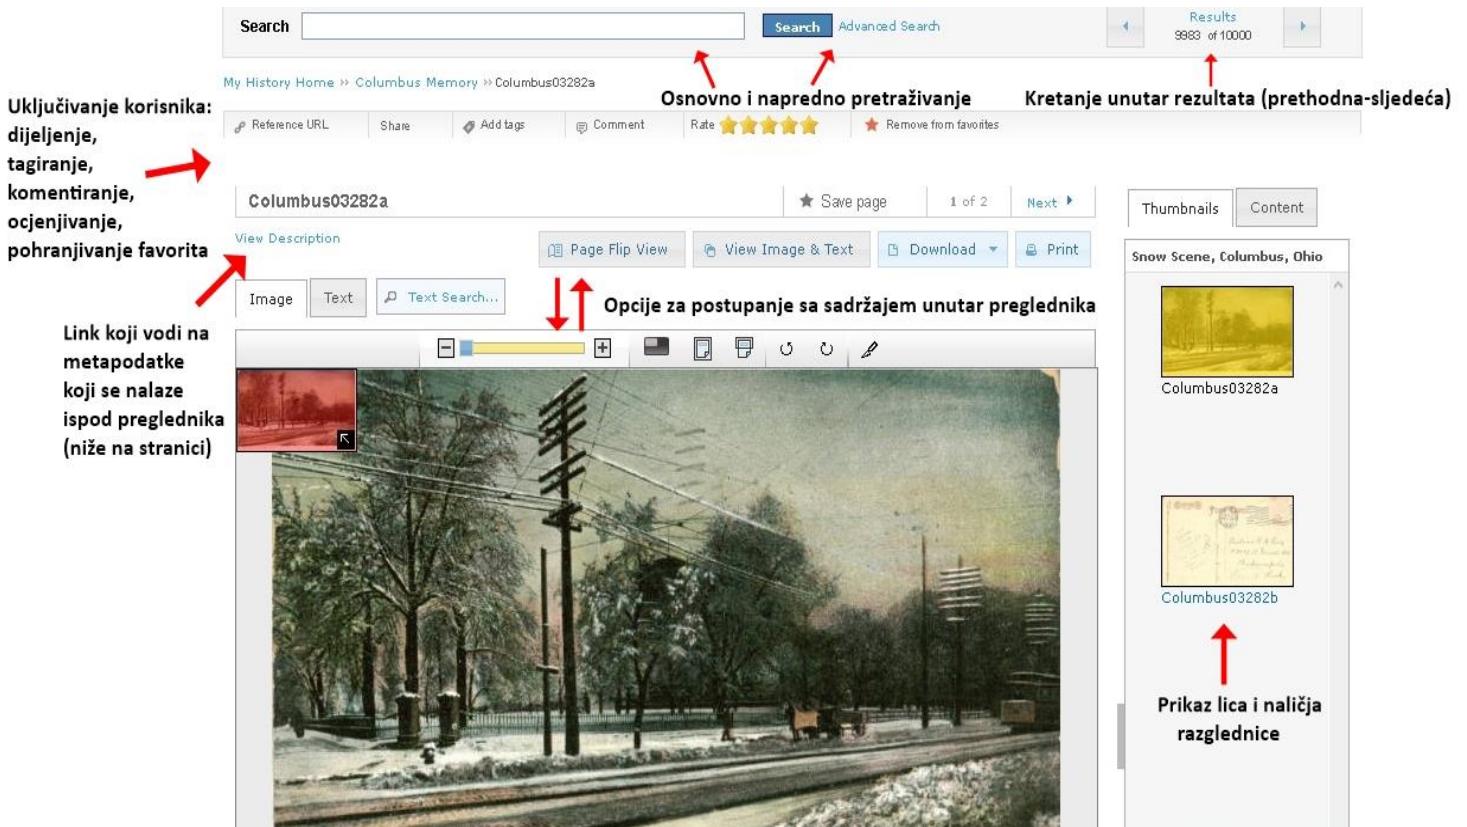 Search
Search
Advanced Search
Results
9983 of 10000
My History Home » Columbus Memory » Columbus03282a
Osnovno i napredno pretraživanje
Kretanje unutar rezultata (prethodna-sljedeća)
Uključivanje korisnika:
dijeljenje,
tagiranje,
komentiranje,
ocjenjivanje,
pohranjivanje favorita
Reference URL
Share
Add tags
Comment
Rate
Remove from favorites
Columbus03282a
Save page
1 of 2
Next
Thumbnails
Content
View Description
Page Flip View
View Image & Text
Download
Print
Snow Scene, Columbus, Ohio
Image
Text
Text Search...
Opcije za postupanje sa sadržajem unutar preglednika
Link koji vodi na
metapodatke
koji se nalaze
ispod preglednika
(niže na stranici)
Columbus03282a
Columbus03282b
Prikaz lica i naličja
razglednice